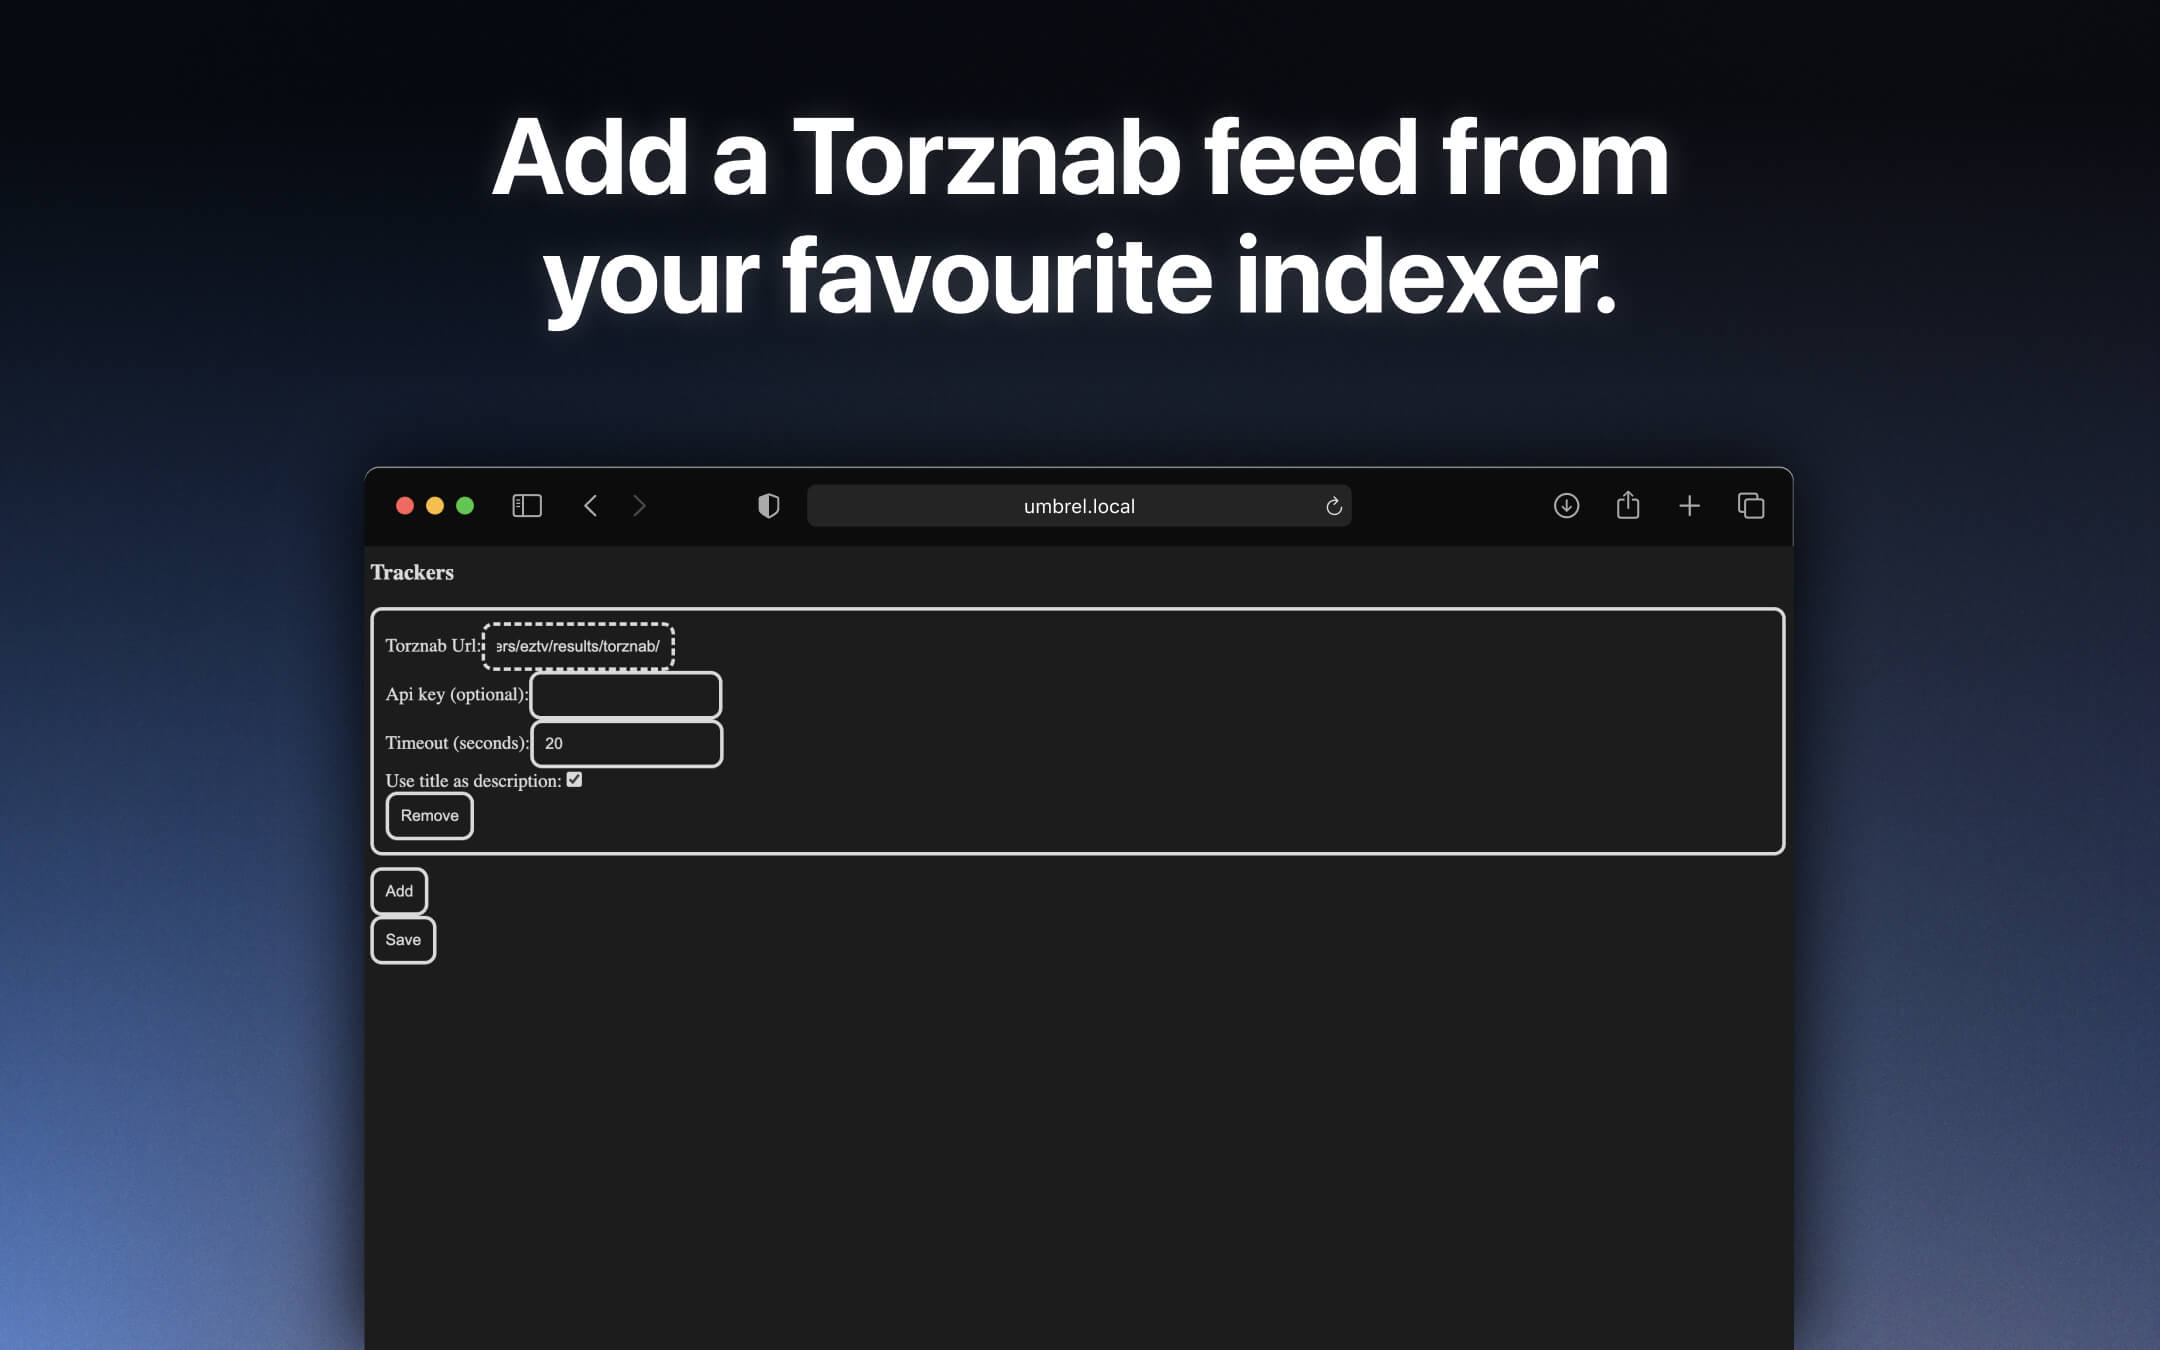 Add a Torznab feed from
your favourite indexer.
umbrel.local
Trackers
Torznab Url: ers/eztv/results/torznab/
Api key (optional):
Timeout (seconds): 20
Use title as description:
Remove
Add
Save